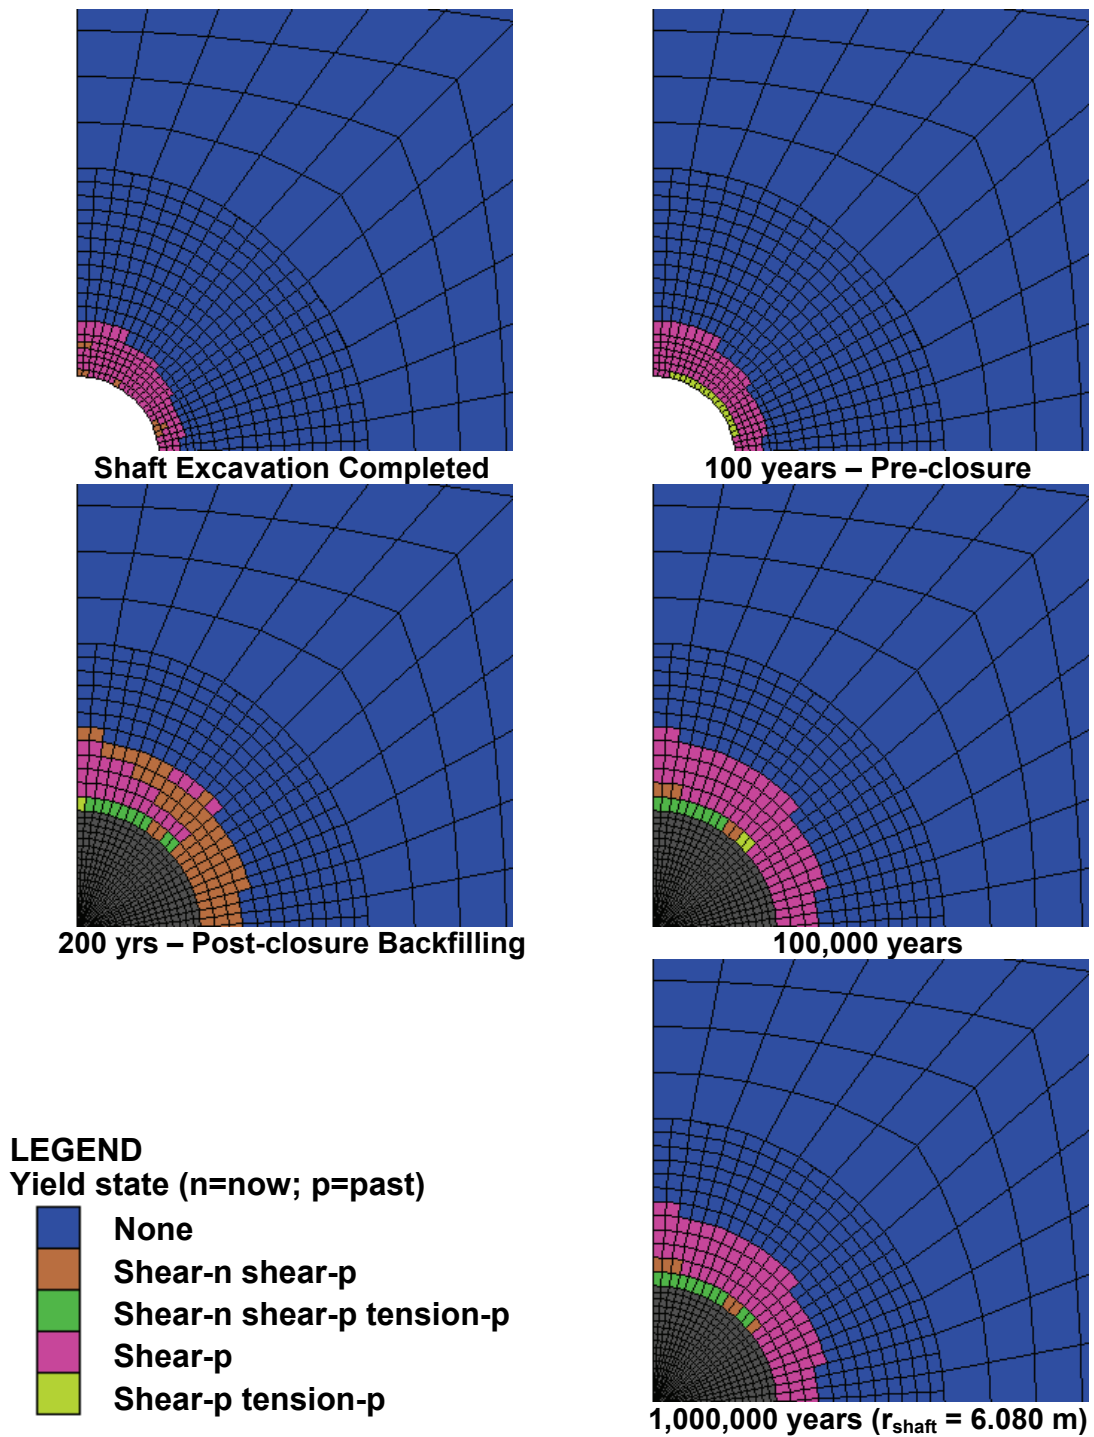 Shaft Excavation Completed
100 years – Pre-closure
200 yrs – Post-closure Backfilling
100,000 years
LEGEND
Yield state (n=now; p=past)
None
Shear-n shear-p
Shear-n shear-p tension-p
Shear-p
Shear-p tension-p
1,000,000 years (rshaft = 6.080 m)